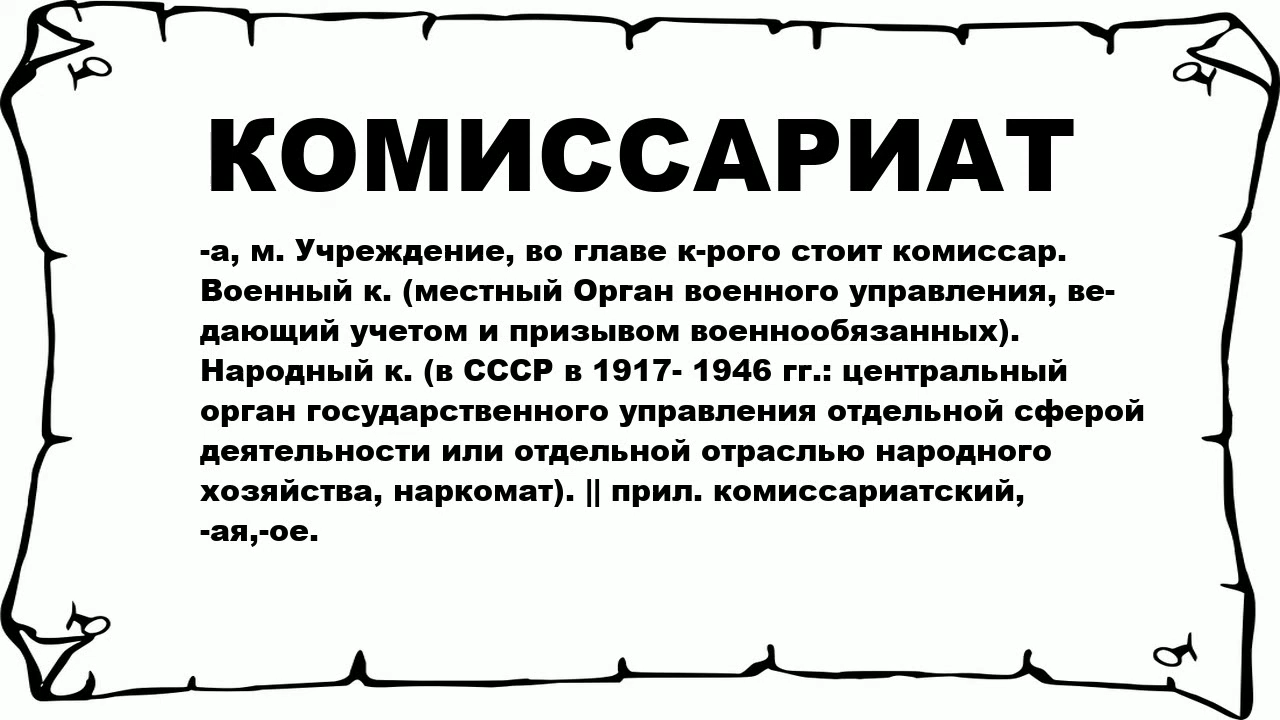 КОМИССАРИАТ
-а, м. Учреждение, во главе к-рого стоит комиссар.
Военный к. (местный Орган военного управления, ве-
дающий учетом и призывом военнообязанных).
Народный к. (в СССР в 1917- 1946 гг.: центральный
орган государственного управления отдельной сферой
деятельности или отдельной отраслью народного
хозяйства, наркомат). || прил. комиссариатский,
-ая,-ое.